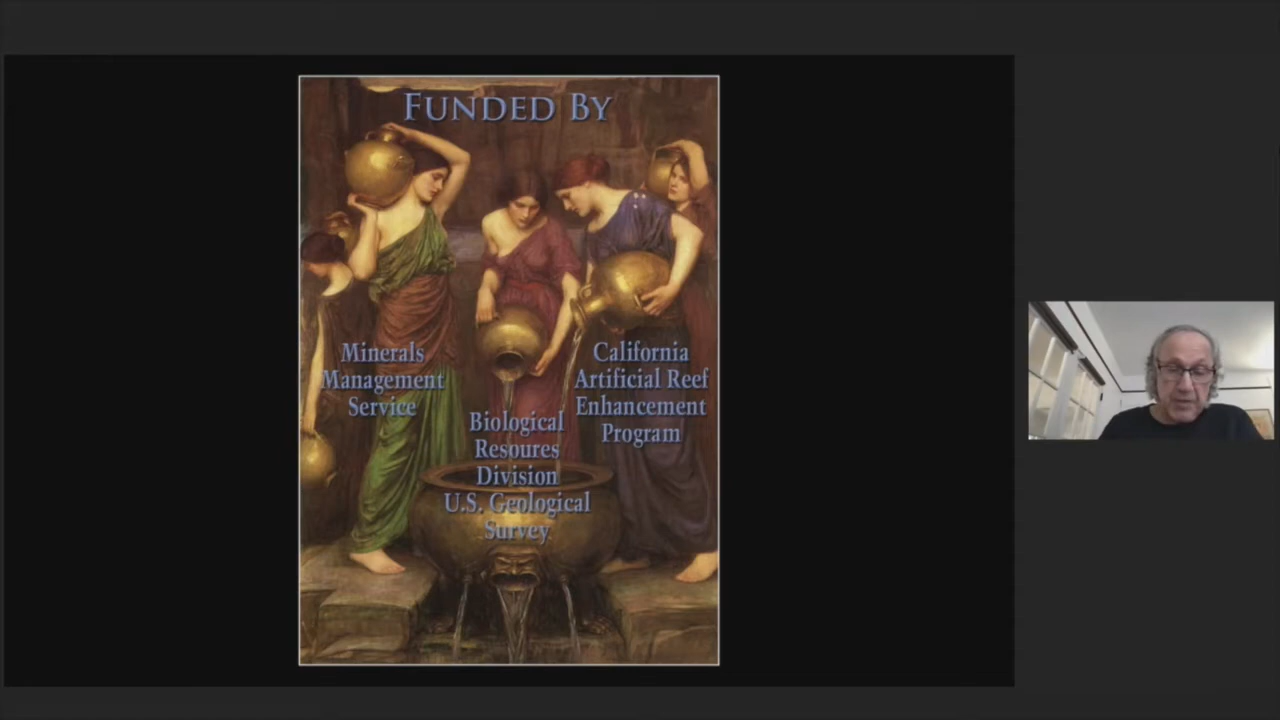 Funded By
Minerals
Management
Service
Biological
Resoures
Division
U.S. Geological
Survey
California
Artificial Reef
Enhancement
Program